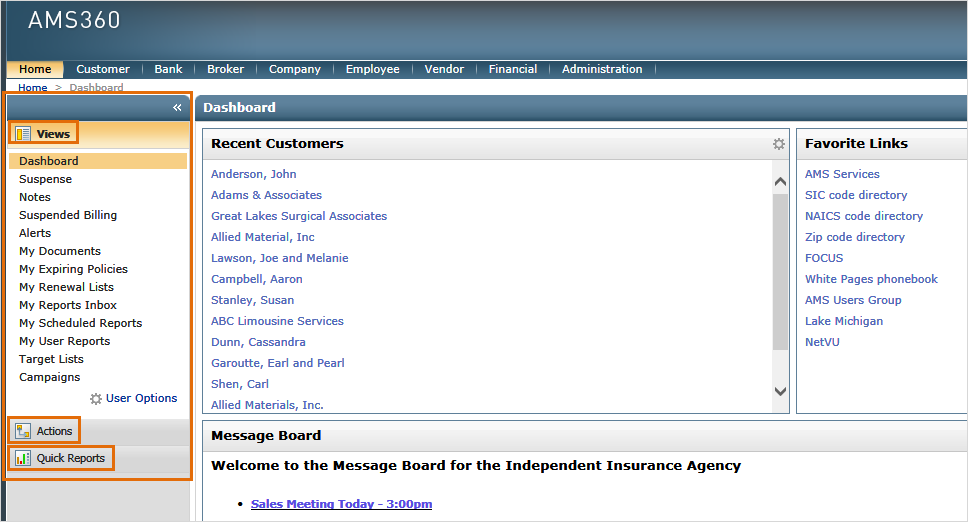 AMS360
Home Customer Bank Broker Company Employee Vendor Financial Administration
Home > Dashboard
«
Views
Dashboard
Suspense
Notes
Suspended Billing
Alerts
My Documents
My Expiring Policies
My Renewal Lists
My Reports Inbox
My Scheduled Reports
My User Reports
Target Lists
Campaigns
User Options
Actions
Quick Reports
Dashboard
Recent Customers
Anderson, John
Adams & Associates
Great Lakes Surgical Associates
Allied Material, Inc
Lawson, Joe and Melanie
Campbell, Aaron
Stanley, Susan
ABC Limousine Services
Dunn, Cassandra
Garoutte, Earl and Pearl
Shen, Carl
Allied Materials, Inc.
Favorite Links
AMS Services
SIC code directory
NAICS code directory
Zip code directory
FOCUS
White Pages phonebook
AMS Users Group
Lake Michigan
NetVU
Message Board
Welcome to the Message Board for the Independent Insurance Agency
• Sales Meeting Today - 3:00pm